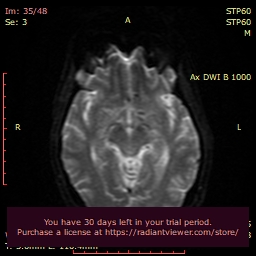 Im: 35/48
Se: 3
A
STP60
STP60
M
Ax DWI B 1000
R
L
You have 30 days left in your trial period.
Purchase a license at https://radiantviewer.com/store/